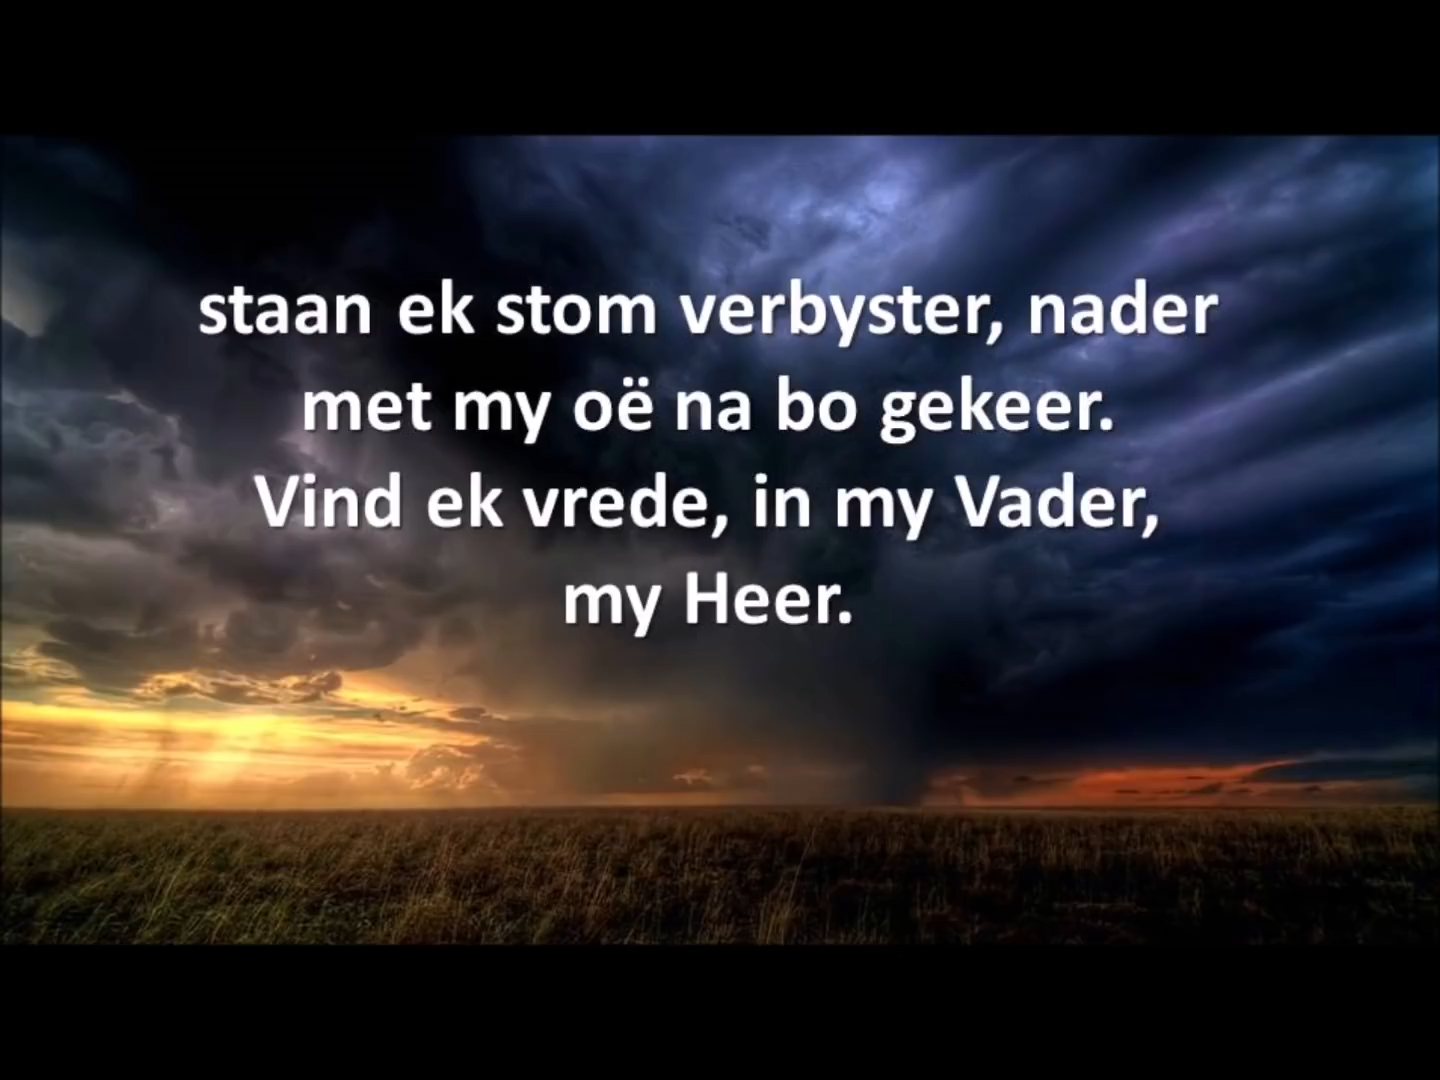 staan ek stom verbyster, nader
met my oë na bo gekeer.
Vind ek vrede, in my Vader,
my Heer.